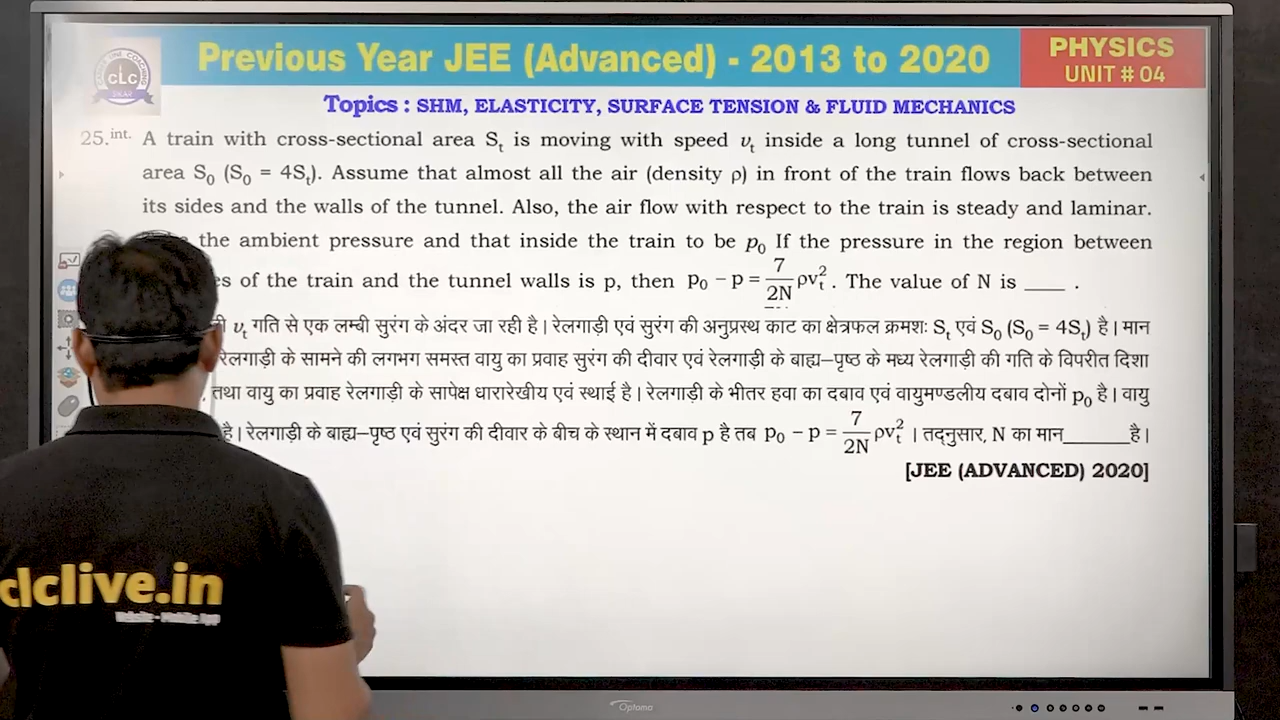 CLC
SIKAR
Previous Year JEE (Advanced) - 2013 to 2020
PHYSICS
UNIT # 04
Topics : SHM, ELASTICITY, SURFACE TENSION & FLUID MECHANICS
25.int. A train with cross-sectional area Sₜ is moving with speed vₜ inside a long tunnel of cross-sectional
area S₀ (S₀ = 4Sₜ). Assume that almost all the air (density ρ) in front of the train flows back between
its sides and the walls of the tunnel. Also, the air flow with respect to the train is steady and laminar.
the ambient pressure and that inside the train to be p₀ If the pressure in the region between
of the train and the tunnel walls is p, then p₀ − p = 7/2N ρvₜ². The value of N is ____ .
vₜ गति से एक लम्बी सुरंग के अंदर जा रही है। रेलगाड़ी एवं सुरंग की अनुप्रस्थ काट का क्षेत्रफल क्रमशः Sₜ एवं S₀ (S₀ = 4Sₜ) है। मान
रेलगाड़ी के सामने की लगभग समस्त वायु का प्रवाह सुरंग की दीवार एवं रेलगाड़ी के बाह्य–पृष्ठ के मध्य रेलगाड़ी की गति के विपरीत दिशा
तथा वायु का प्रवाह रेलगाड़ी के सापेक्ष धारारेखीय एवं स्थाई है। रेलगाड़ी के भीतर हवा का दबाव एवं वायुमण्डलीय दबाव दोनों p₀ है। वायु
है। रेलगाड़ी के बाह्य–पृष्ठ एवं सुरंग की दीवार के बीच के स्थान में दबाव p है तब p₀ − p = 7/2N ρvₜ² । तद्नुसार, N का मान_______है।
[JEE (ADVANCED) 2020]
clclive.in
Website - Mobile App
Optoma